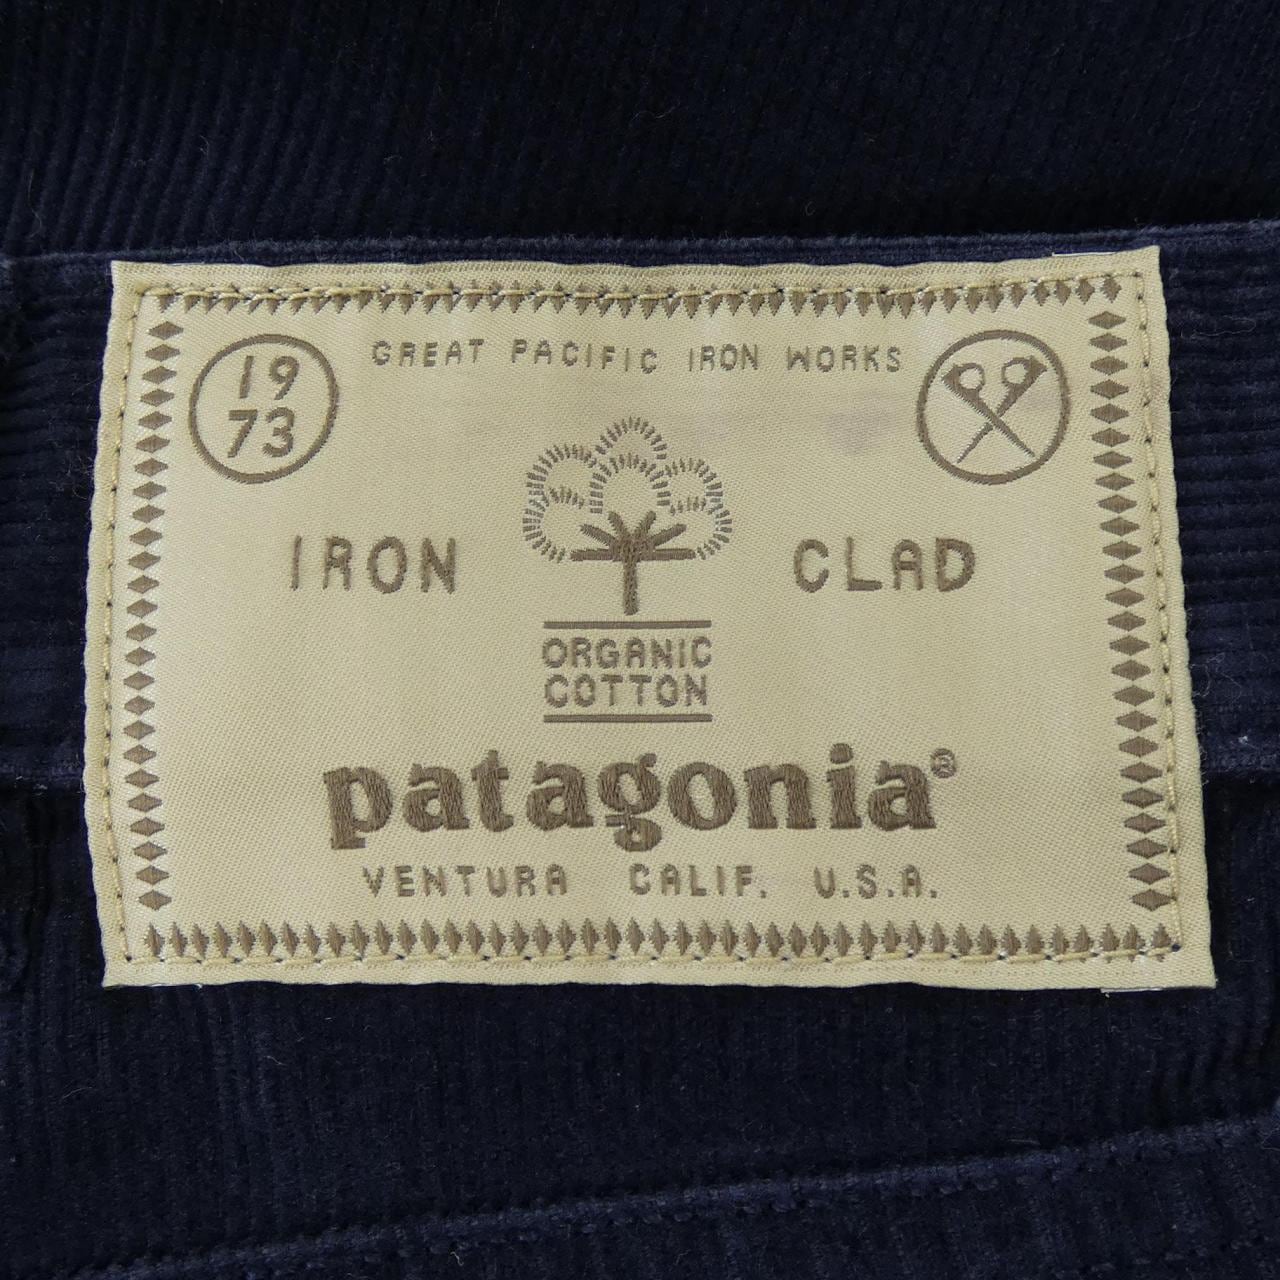 GREAT PACIFIC IRON WORKS
19
73
IRON CLAD
ORGANIC
COTTON
patagonia®
VENTURA CALIF. U.S.A.